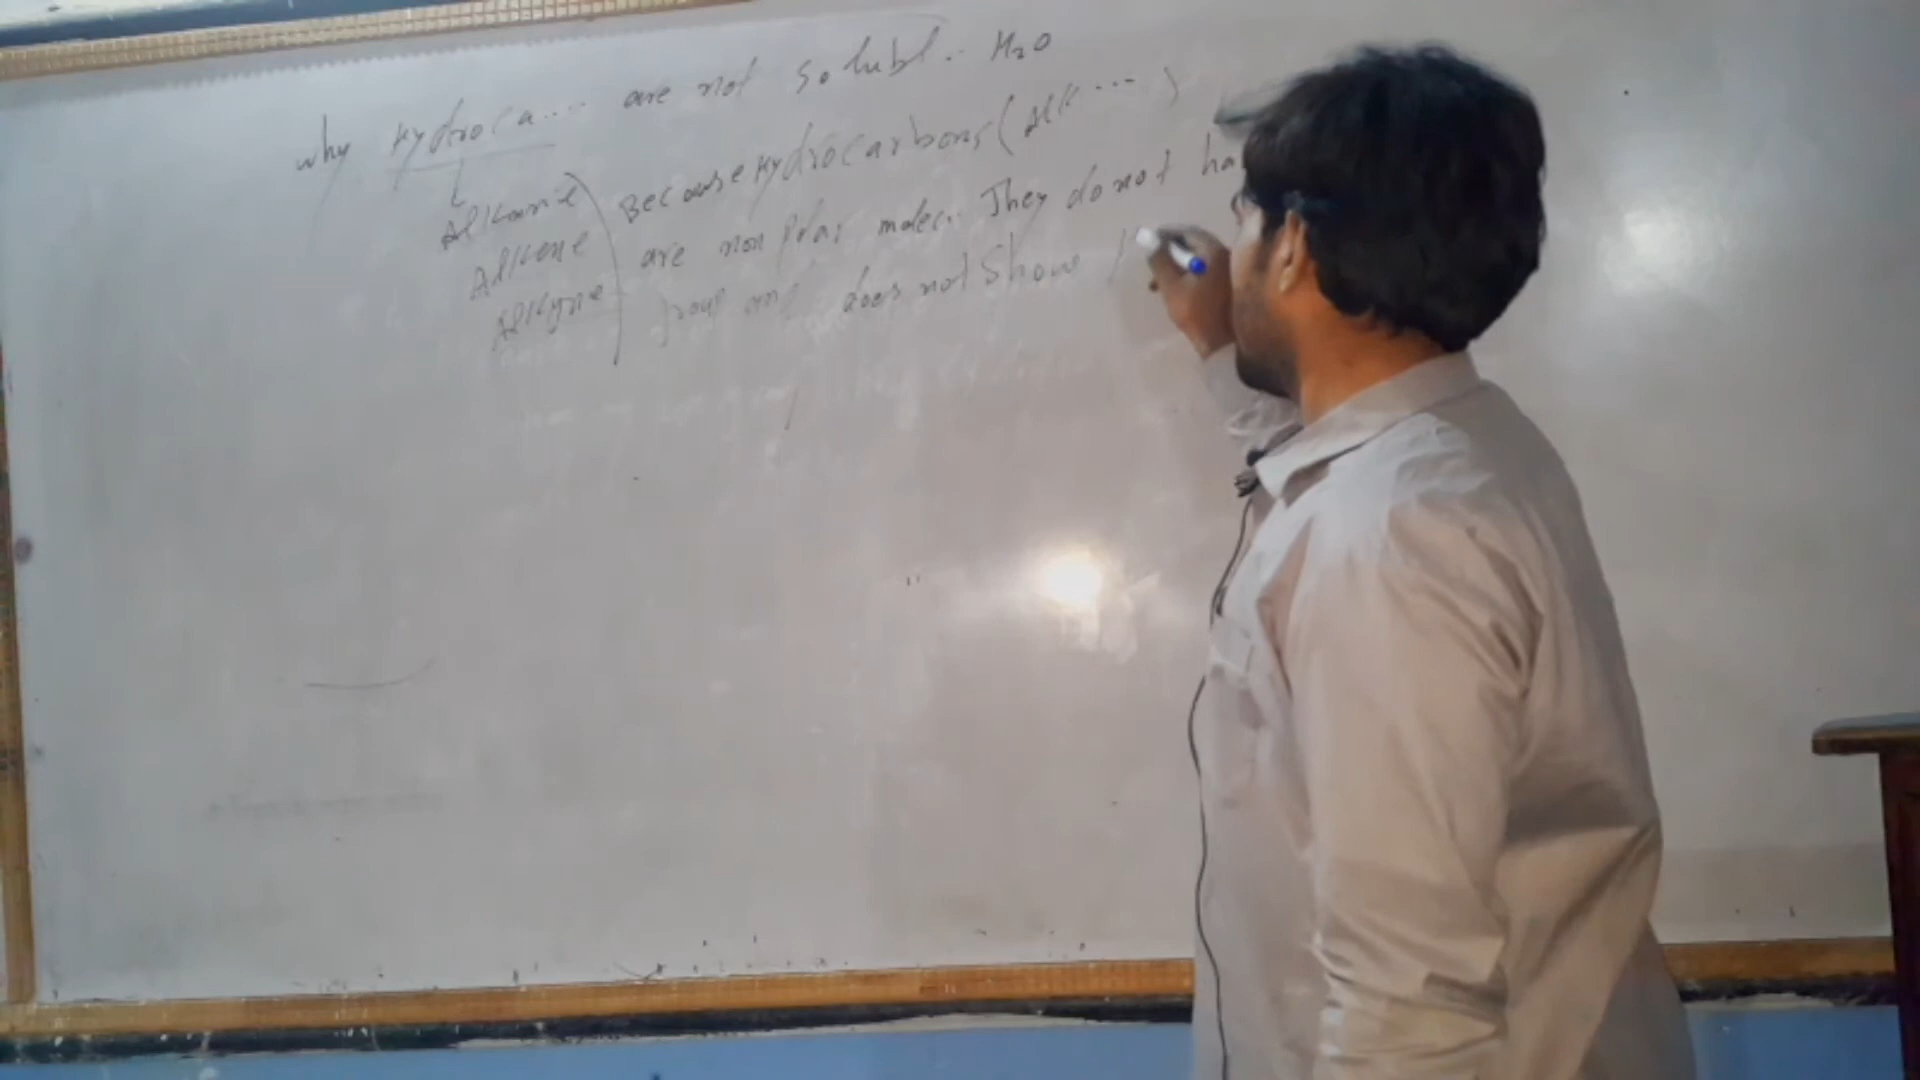 why Hydroca.... are not solubl.. H2O
Alkane
Alkene
Alkyne
Because Hydrocarbons (Alk....)
are non Polar molec.. They do not ha
group and does not Show H